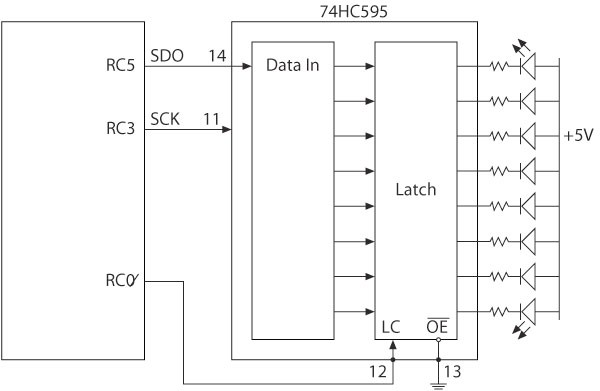 74HC595
RC5 SDO 14 Data In
RC3 SCK 11
+5V
Latch
RC0
LC OE
12 13